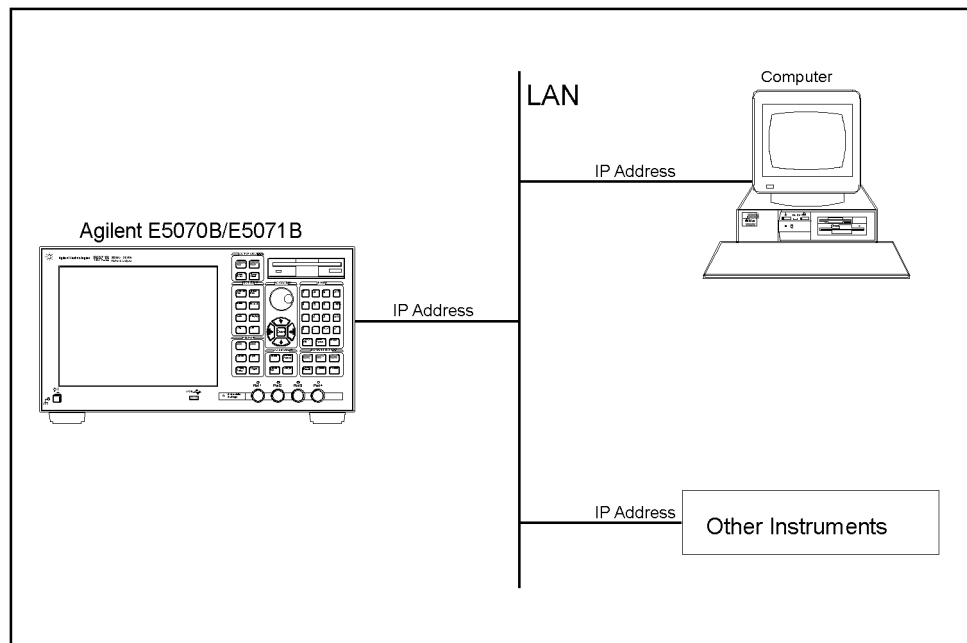 Computer
LAN
IP Address
Agilent E5070B/E5071B
IP Address
IP Address
Other Instruments